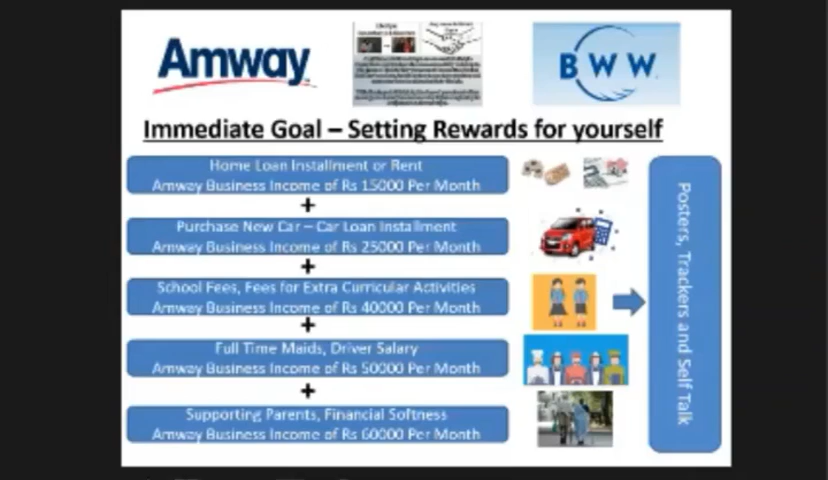 Amway
BWW
Immediate Goal – Setting Rewards for yourself
Home Loan Installment or Rent
Amway Business Income of Rs 15000 Per Month
+
Purchase New Car – Car Loan Installment
Amway Business Income of Rs 25000 Per Month
+
School Fees, Fees for Extra Curricular Activities
Amway Business Income of Rs 40000 Per Month
+
Full Time Maids, Driver Salary
Amway Business Income of Rs 50000 Per Month
+
Supporting Parents, Financial Softness
Amway Business Income of Rs 60000 Per Month
Posters, Trackers and Self Talk